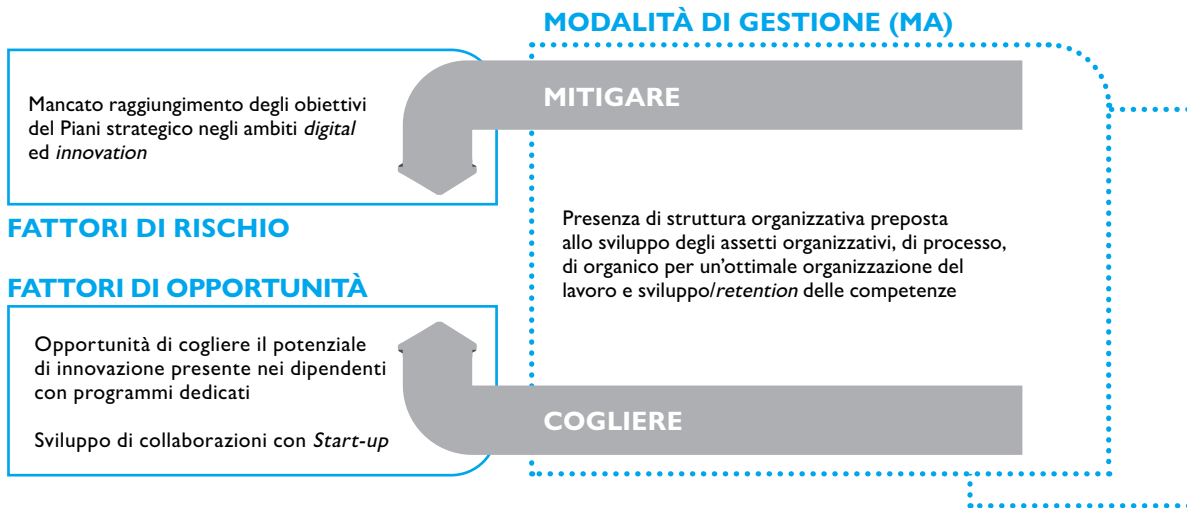 MODALITÀ DI GESTIONE (MA)
MITIGARE
Mancato raggiungimento degli obiettivi
del Piani strategico negli ambiti digital
ed innovation
FATTORI DI RISCHIO
Presenza di struttura organizzativa preposta
allo sviluppo degli assetti organizzativi, di processo,
di organico per un'ottimale organizzazione del
lavoro e sviluppo/retention delle competenze
FATTORI DI OPPORTUNITÀ
Opportunità di cogliere il potenziale
di innovazione presente nei dipendenti
con programmi dedicati
Sviluppo di collaborazioni con Start-up
COGLIERE